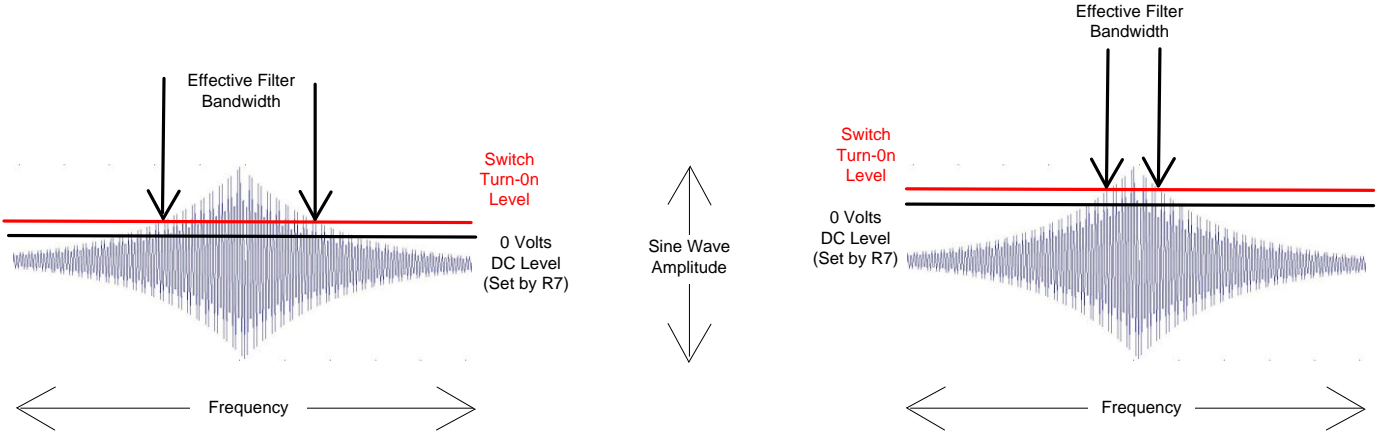 Effective Filter
Bandwidth
Switch
Turn-0n
Level
0 Volts
DC Level
(Set by R7)
Frequency
Sine Wave
Amplitude
Effective Filter
Bandwidth
Switch
Turn-0n
Level
0 Volts
DC Level
(Set by R7)
Frequency